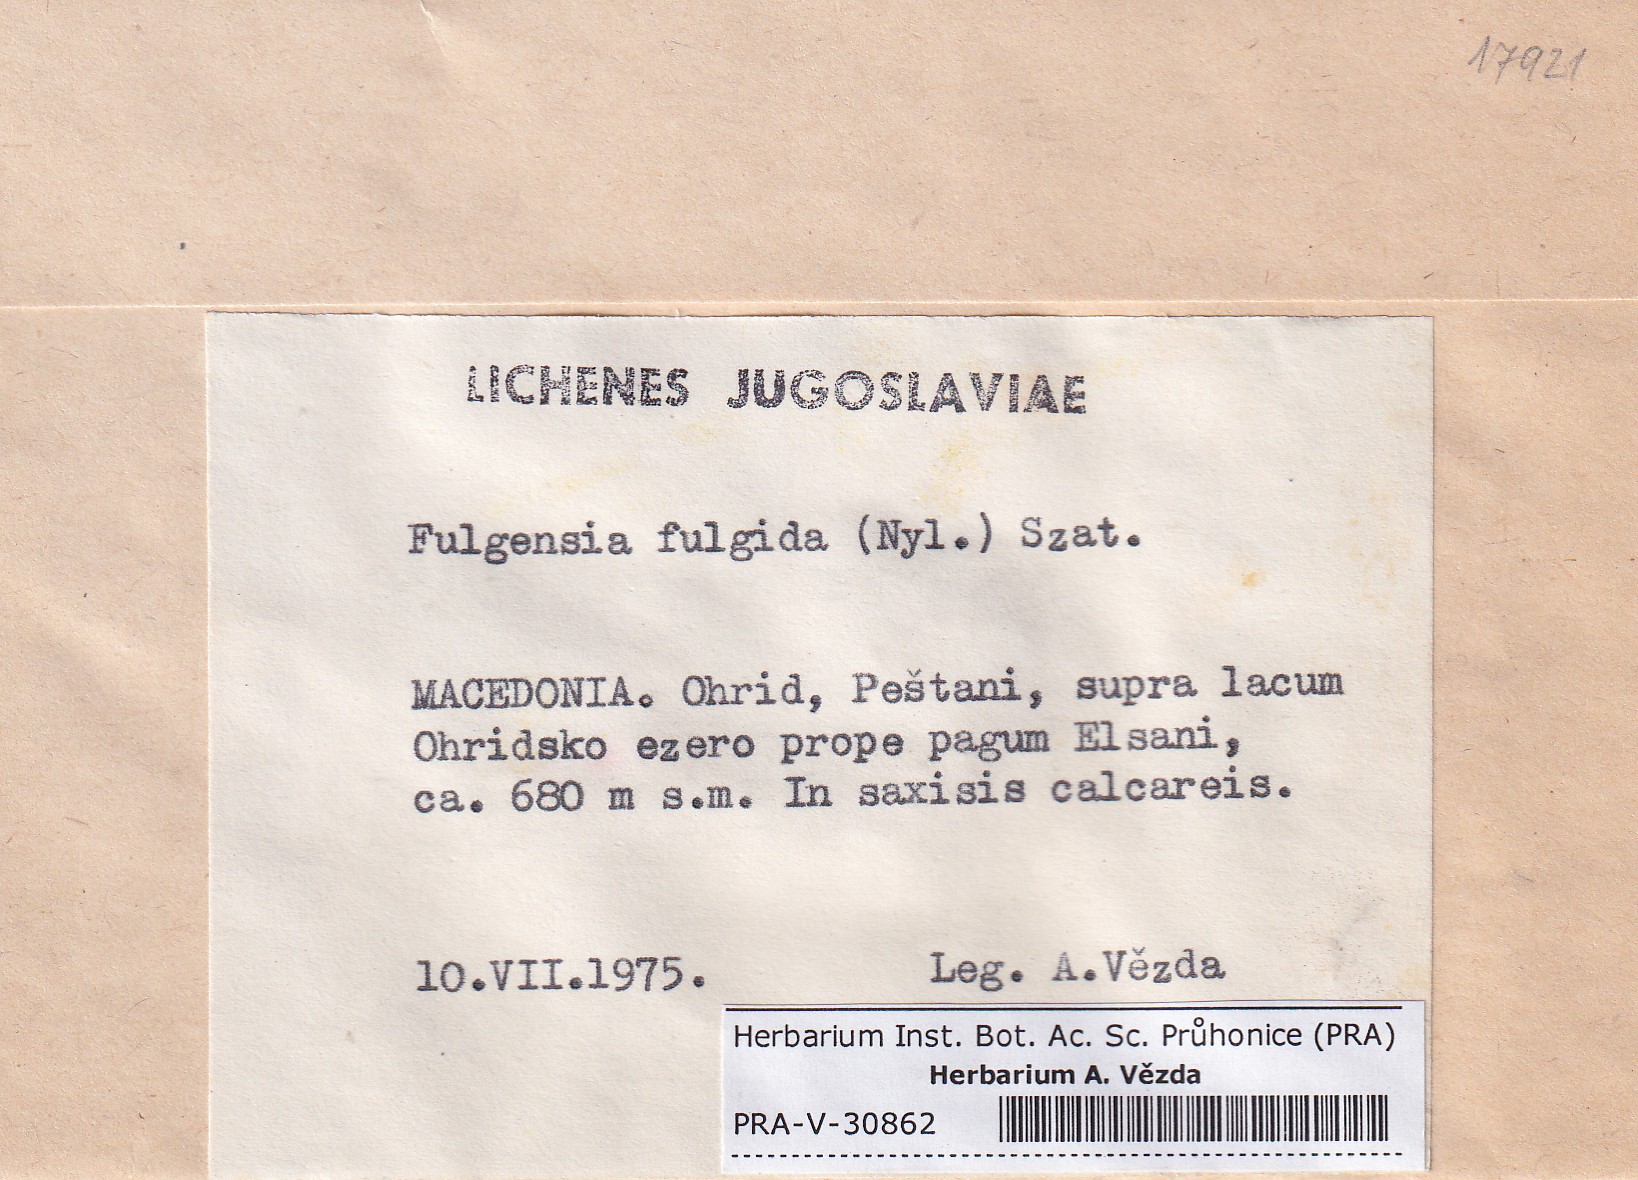 17921
LICHENES JUGOSLAVIAE
Fulgensia fulgida (Nyl.) Szat.
MACEDONIA. Ohrid, Peštani, supra lacum
Ohridsko ezero prope pagum Elsani,
ca. 680 m s.m. In saxisis calcareis.
10.VII.1975. Leg. A.Vězda
Herbarium Inst. Bot. Ac. Sc. Průhonice (PRA)
Herbarium A. Vězda
PRA-V-30862